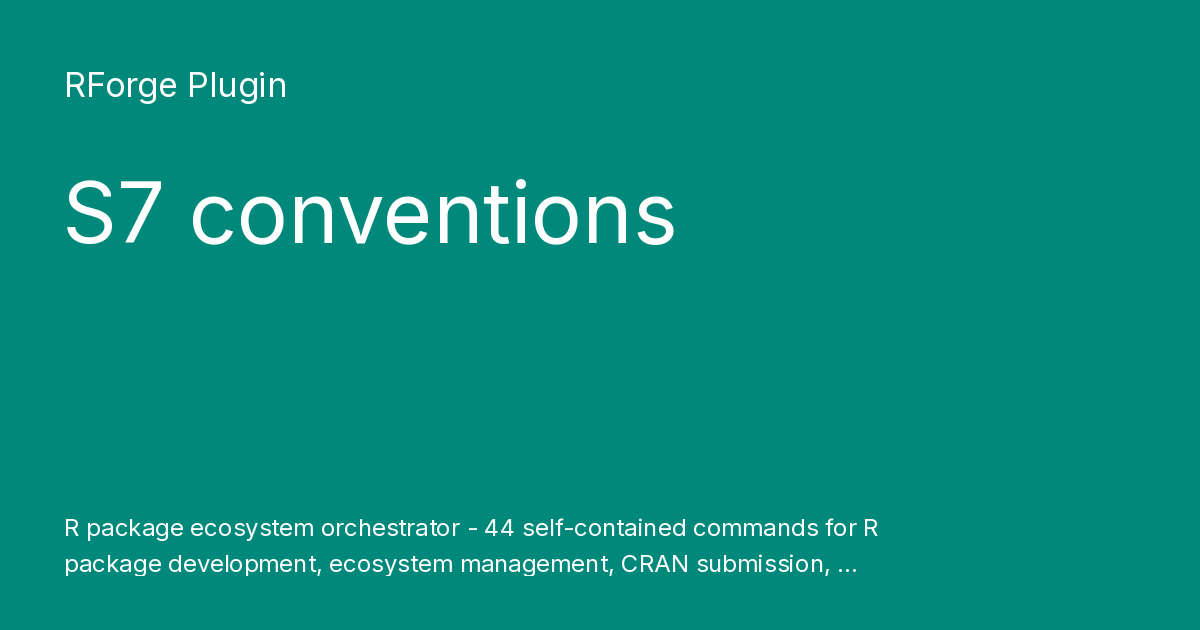 RForge Plugin
S7 conventions
R package ecosystem orchestrator - 44 self-contained commands for R
package development, ecosystem management, CRAN submission, ...